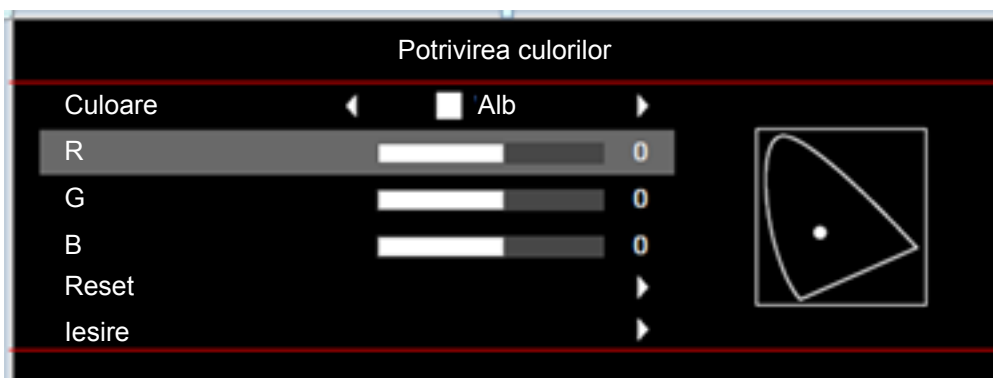 Potrivirea culorilor
Culoare Alb
R 0
G 0
B 0
Reset
Iesire